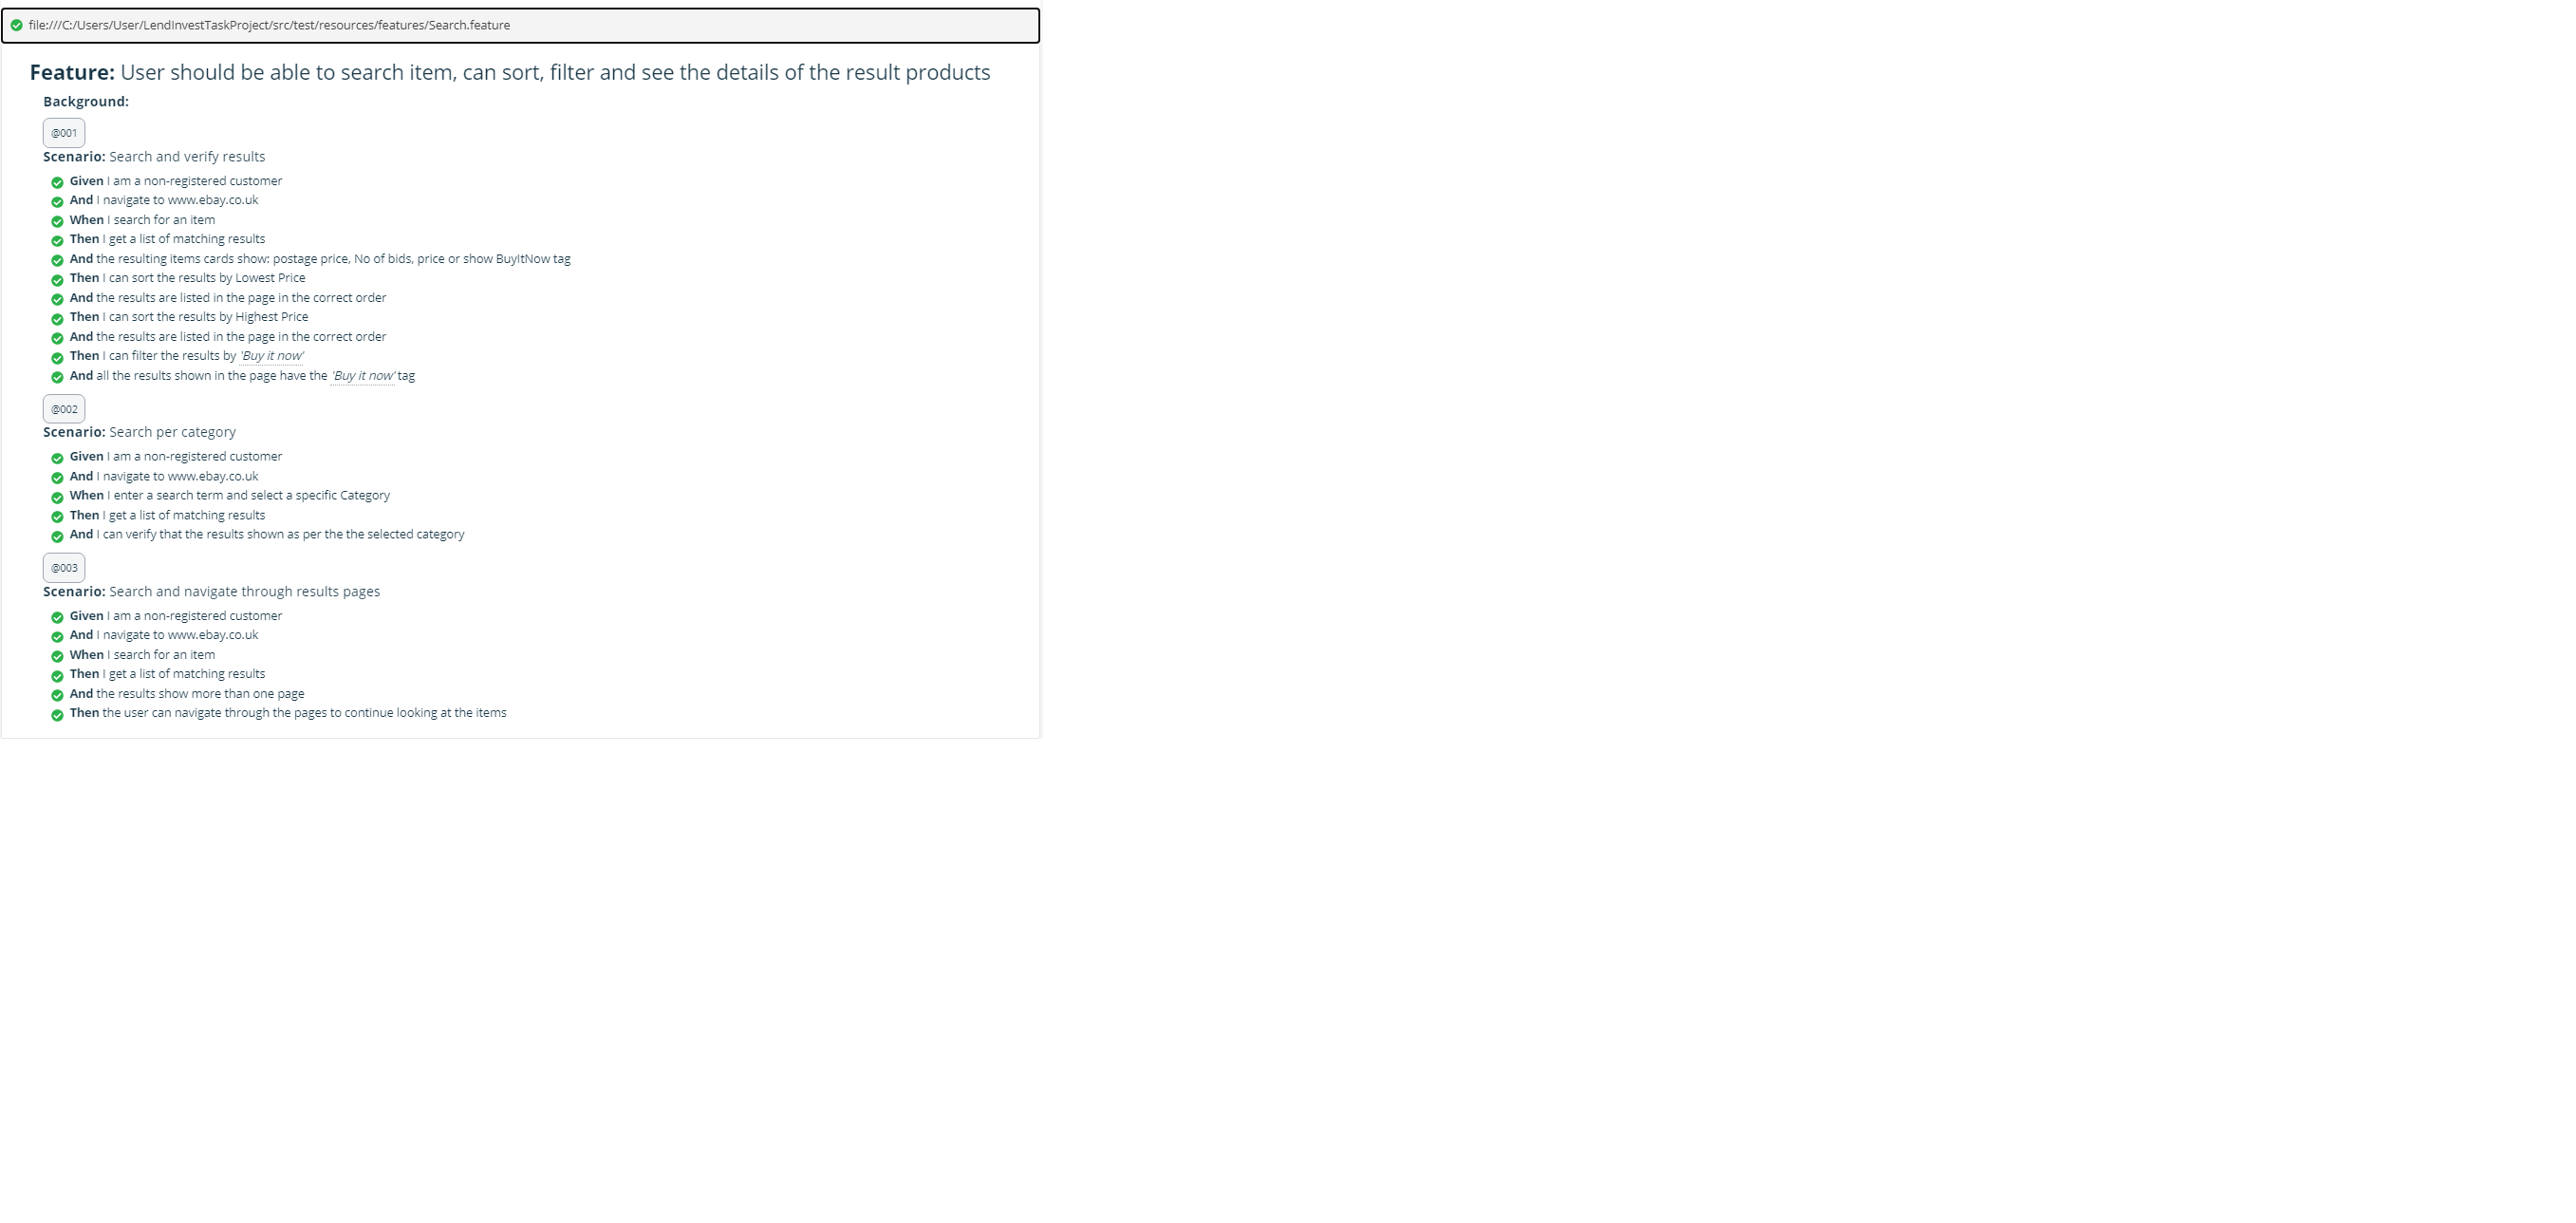 file:///C:/Users/User/LendInvestTaskProject/src/test/resources/features/Search.feature
Feature: User should be able to search item, can sort, filter and see the details of the result products
Background:
@001
Scenario: Search and verify results
Given I am a non-registered customer
And I navigate to www.ebay.co.uk
When I search for an item
Then I get a list of matching results
And the resulting items cards show: postage price, No of bids, price or show BuyItNow tag
Then I can sort the results by Lowest Price
And the results are listed in the page in the correct order
Then I can sort the results by Highest Price
And the results are listed in the page in the correct order
Then I can filter the results by 'Buy it now'
And all the results shown in the page have the 'Buy it now' tag
@002
Scenario: Search per category
Given I am a non-registered customer
And I navigate to www.ebay.co.uk
When I enter a search term and select a specific Category
Then I get a list of matching results
And I can verify that the results shown as per the the selected category
@003
Scenario: Search and navigate through results pages
Given I am a non-registered customer
And I navigate to www.ebay.co.uk
When I search for an item
Then I get a list of matching results
And the results show more than one page
Then the user can navigate through the pages to continue looking at the items